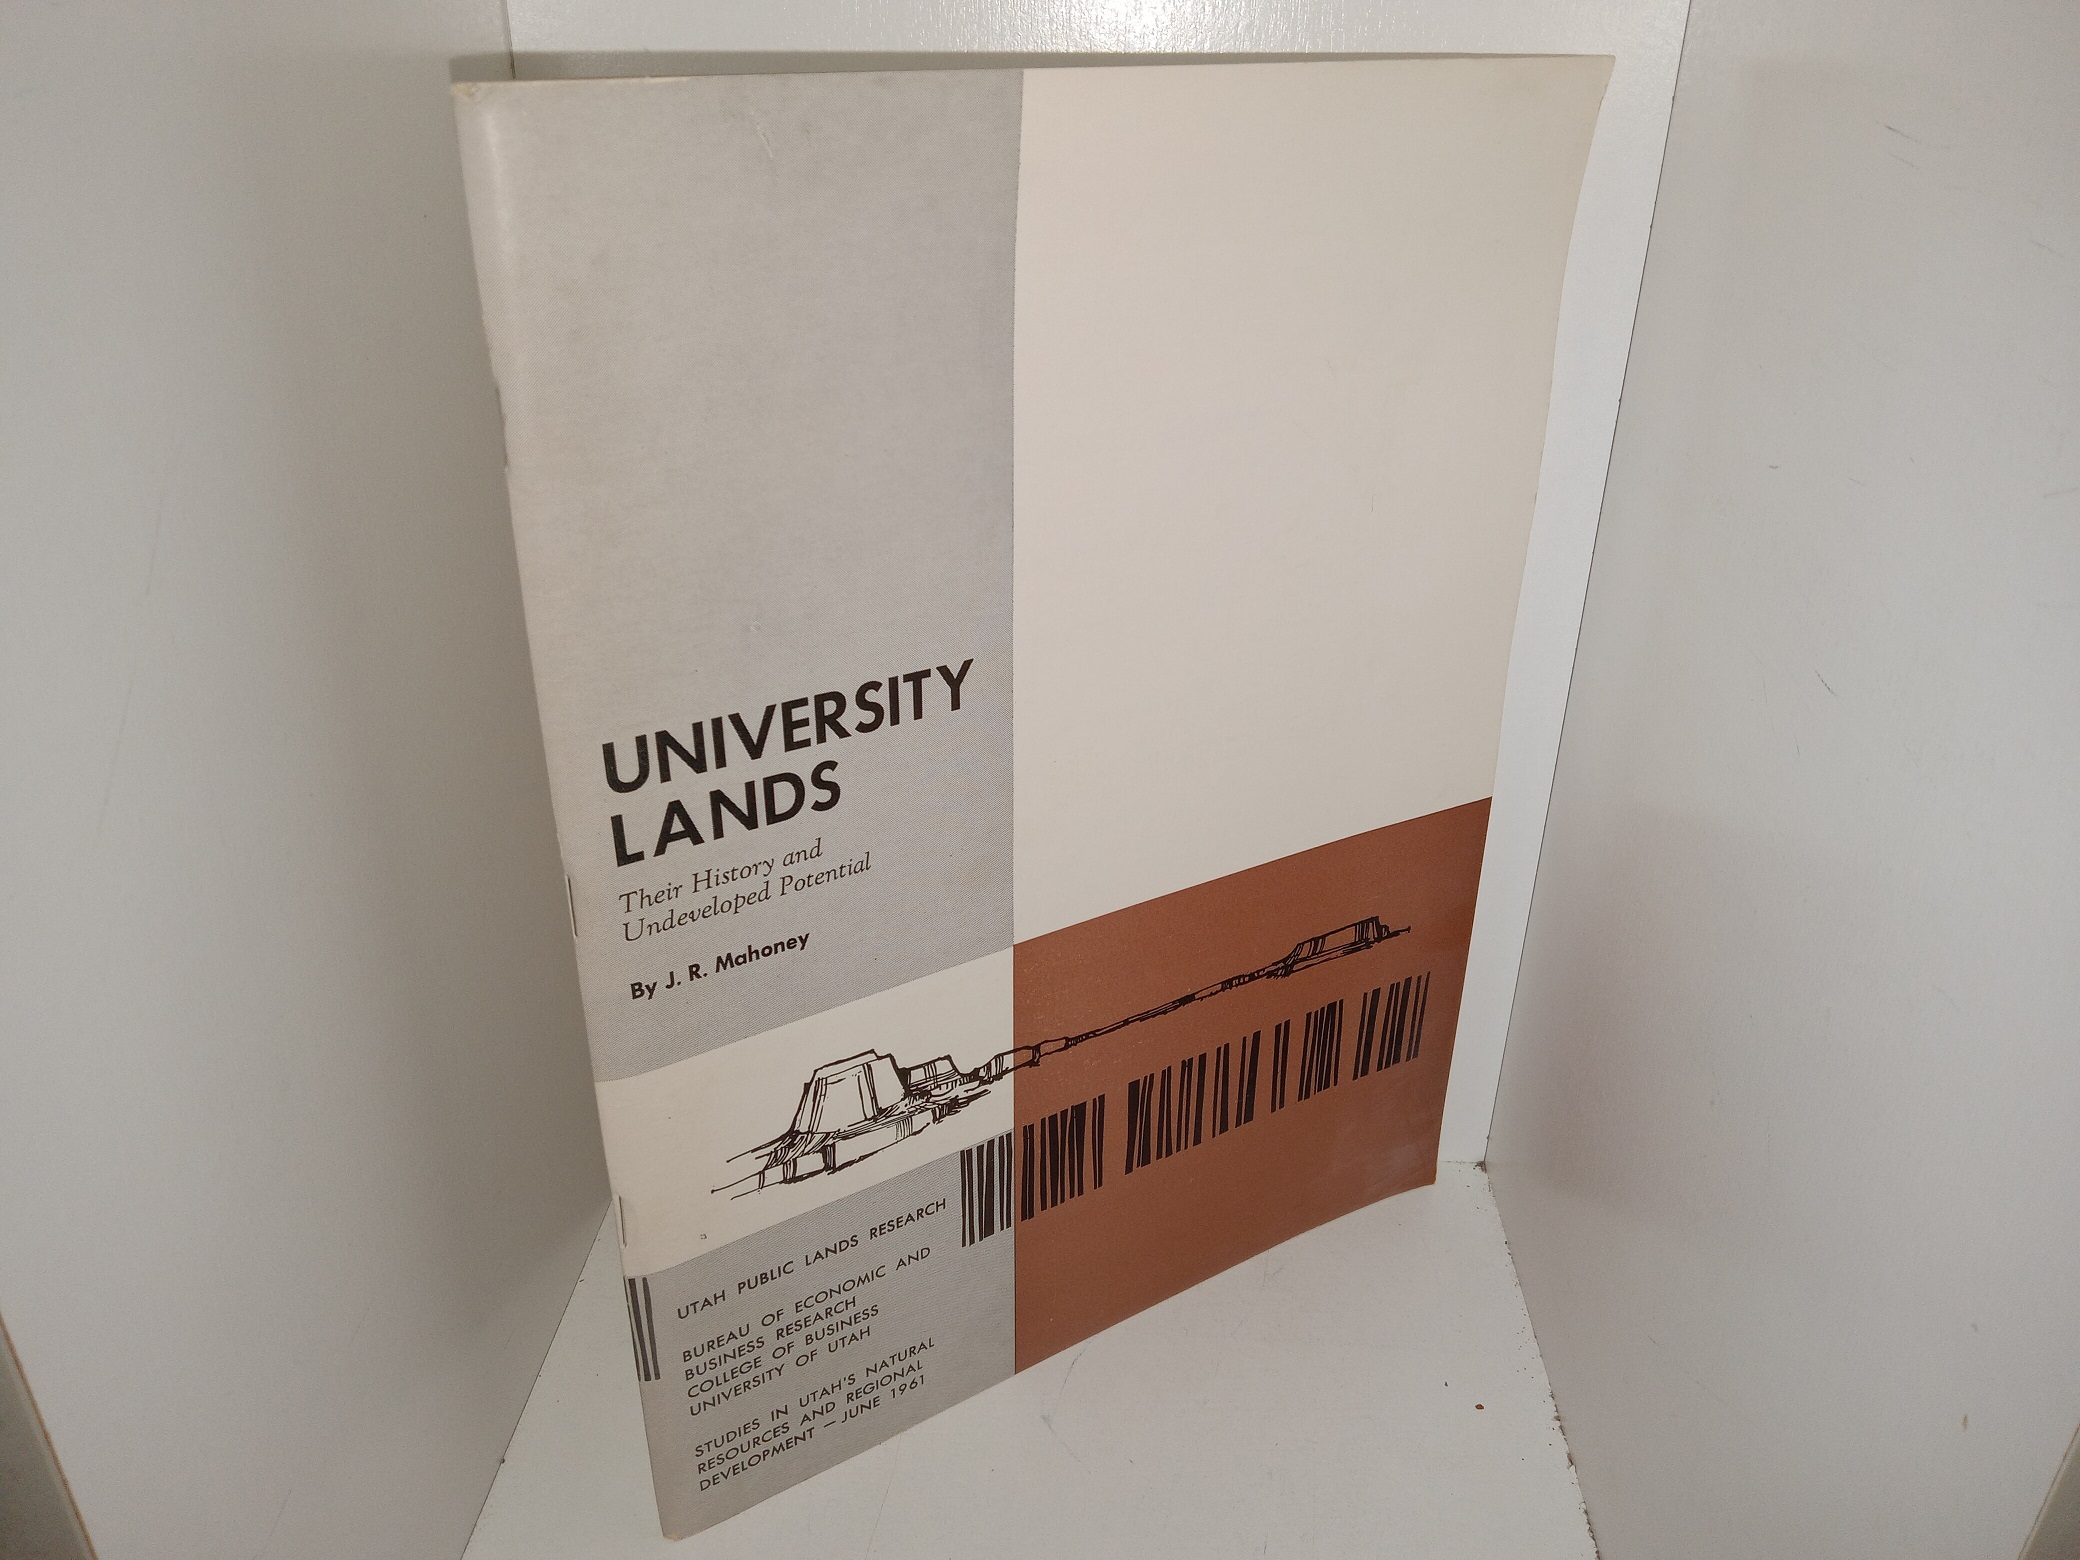 UNIVERSITY
LANDS
Their History and
Undeveloped Potential
By J. R. Mahoney
UTAH PUBLIC LANDS RESEARCH
BUREAU OF ECONOMIC AND
BUSINESS RESEARCH
COLLEGE OF BUSINESS
UNIVERSITY OF UTAH
STUDIES IN UTAH'S NATURAL
RESOURCES AND REGIONAL
DEVELOPMENT — JUNE 1961